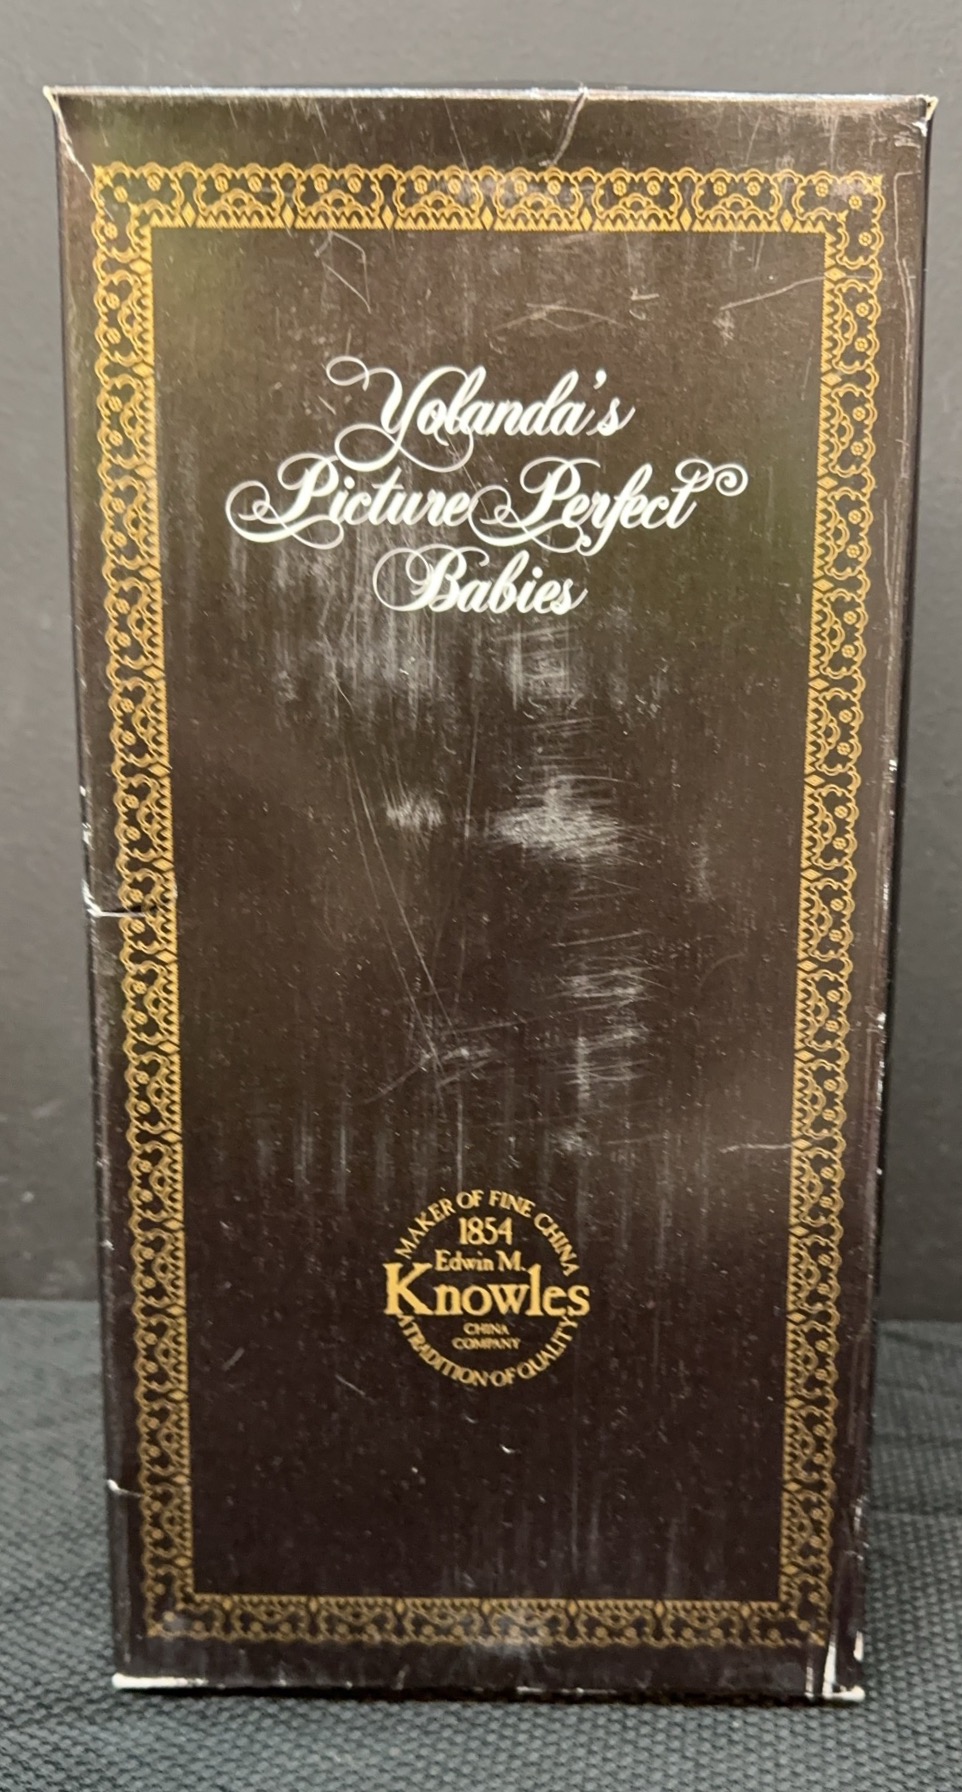 Yolanda's
Picture Perfect
Babies
MAKER OF FINE CHINA
1854
Edwin M.
Knowles
CHINA
COMPANY
A TRADITION OF QUALITY